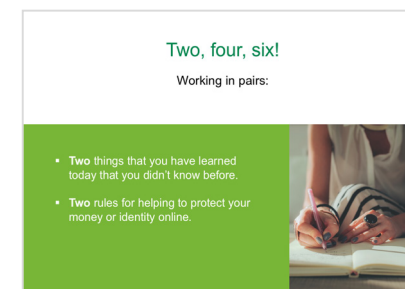 Two, four, six!
Working in pairs:
▪ Two things that you have learned
today that you didn't know before.
▪ Two rules for helping to protect your
money or identity online.